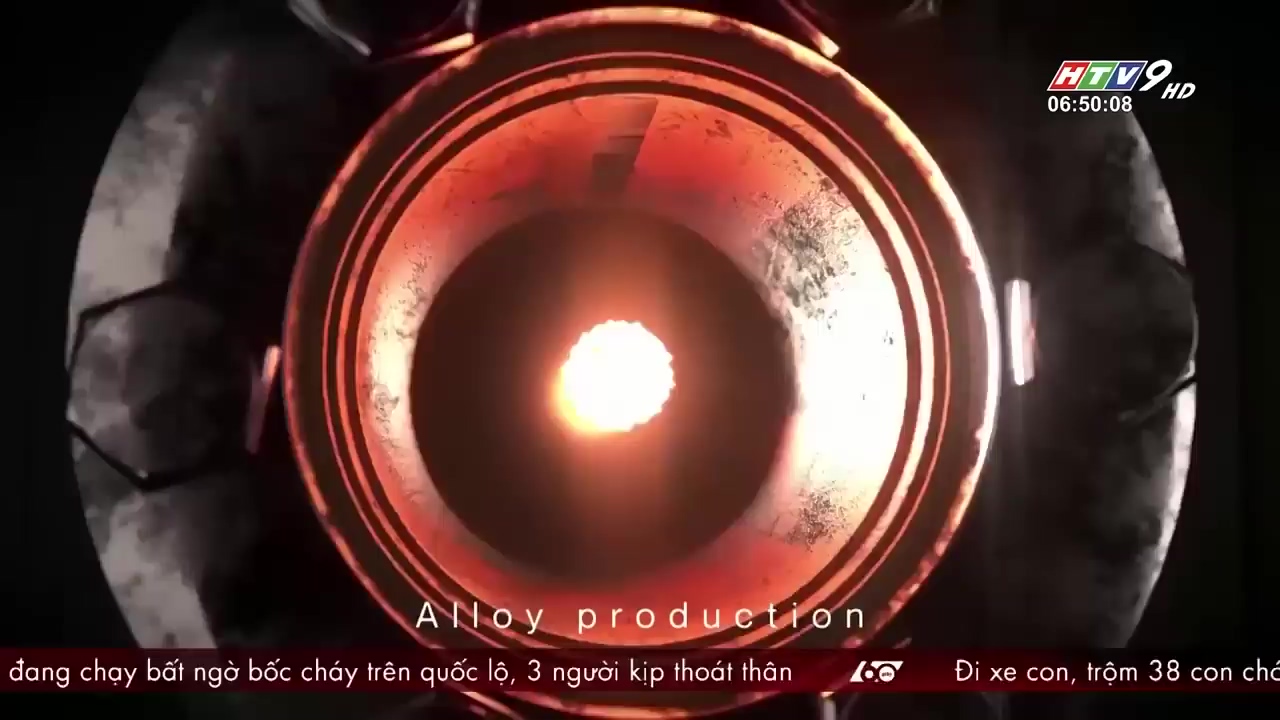 HTV9 HD
06:50:08
Alloy production
đang chạy bất ngờ bốc cháy trên quốc lộ, 3 người kịp thoát thân 60 Đi xe con, trộm 38 con